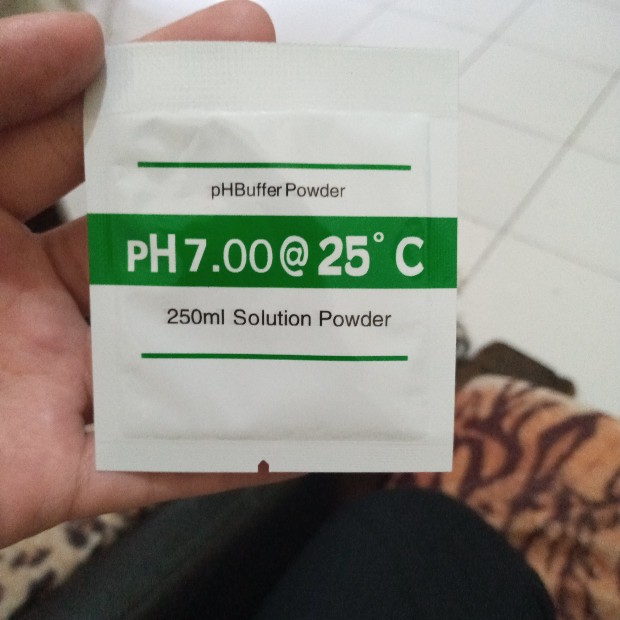 pHBuffer Powder
PH 7.00@25°C
250ml Solution Powder